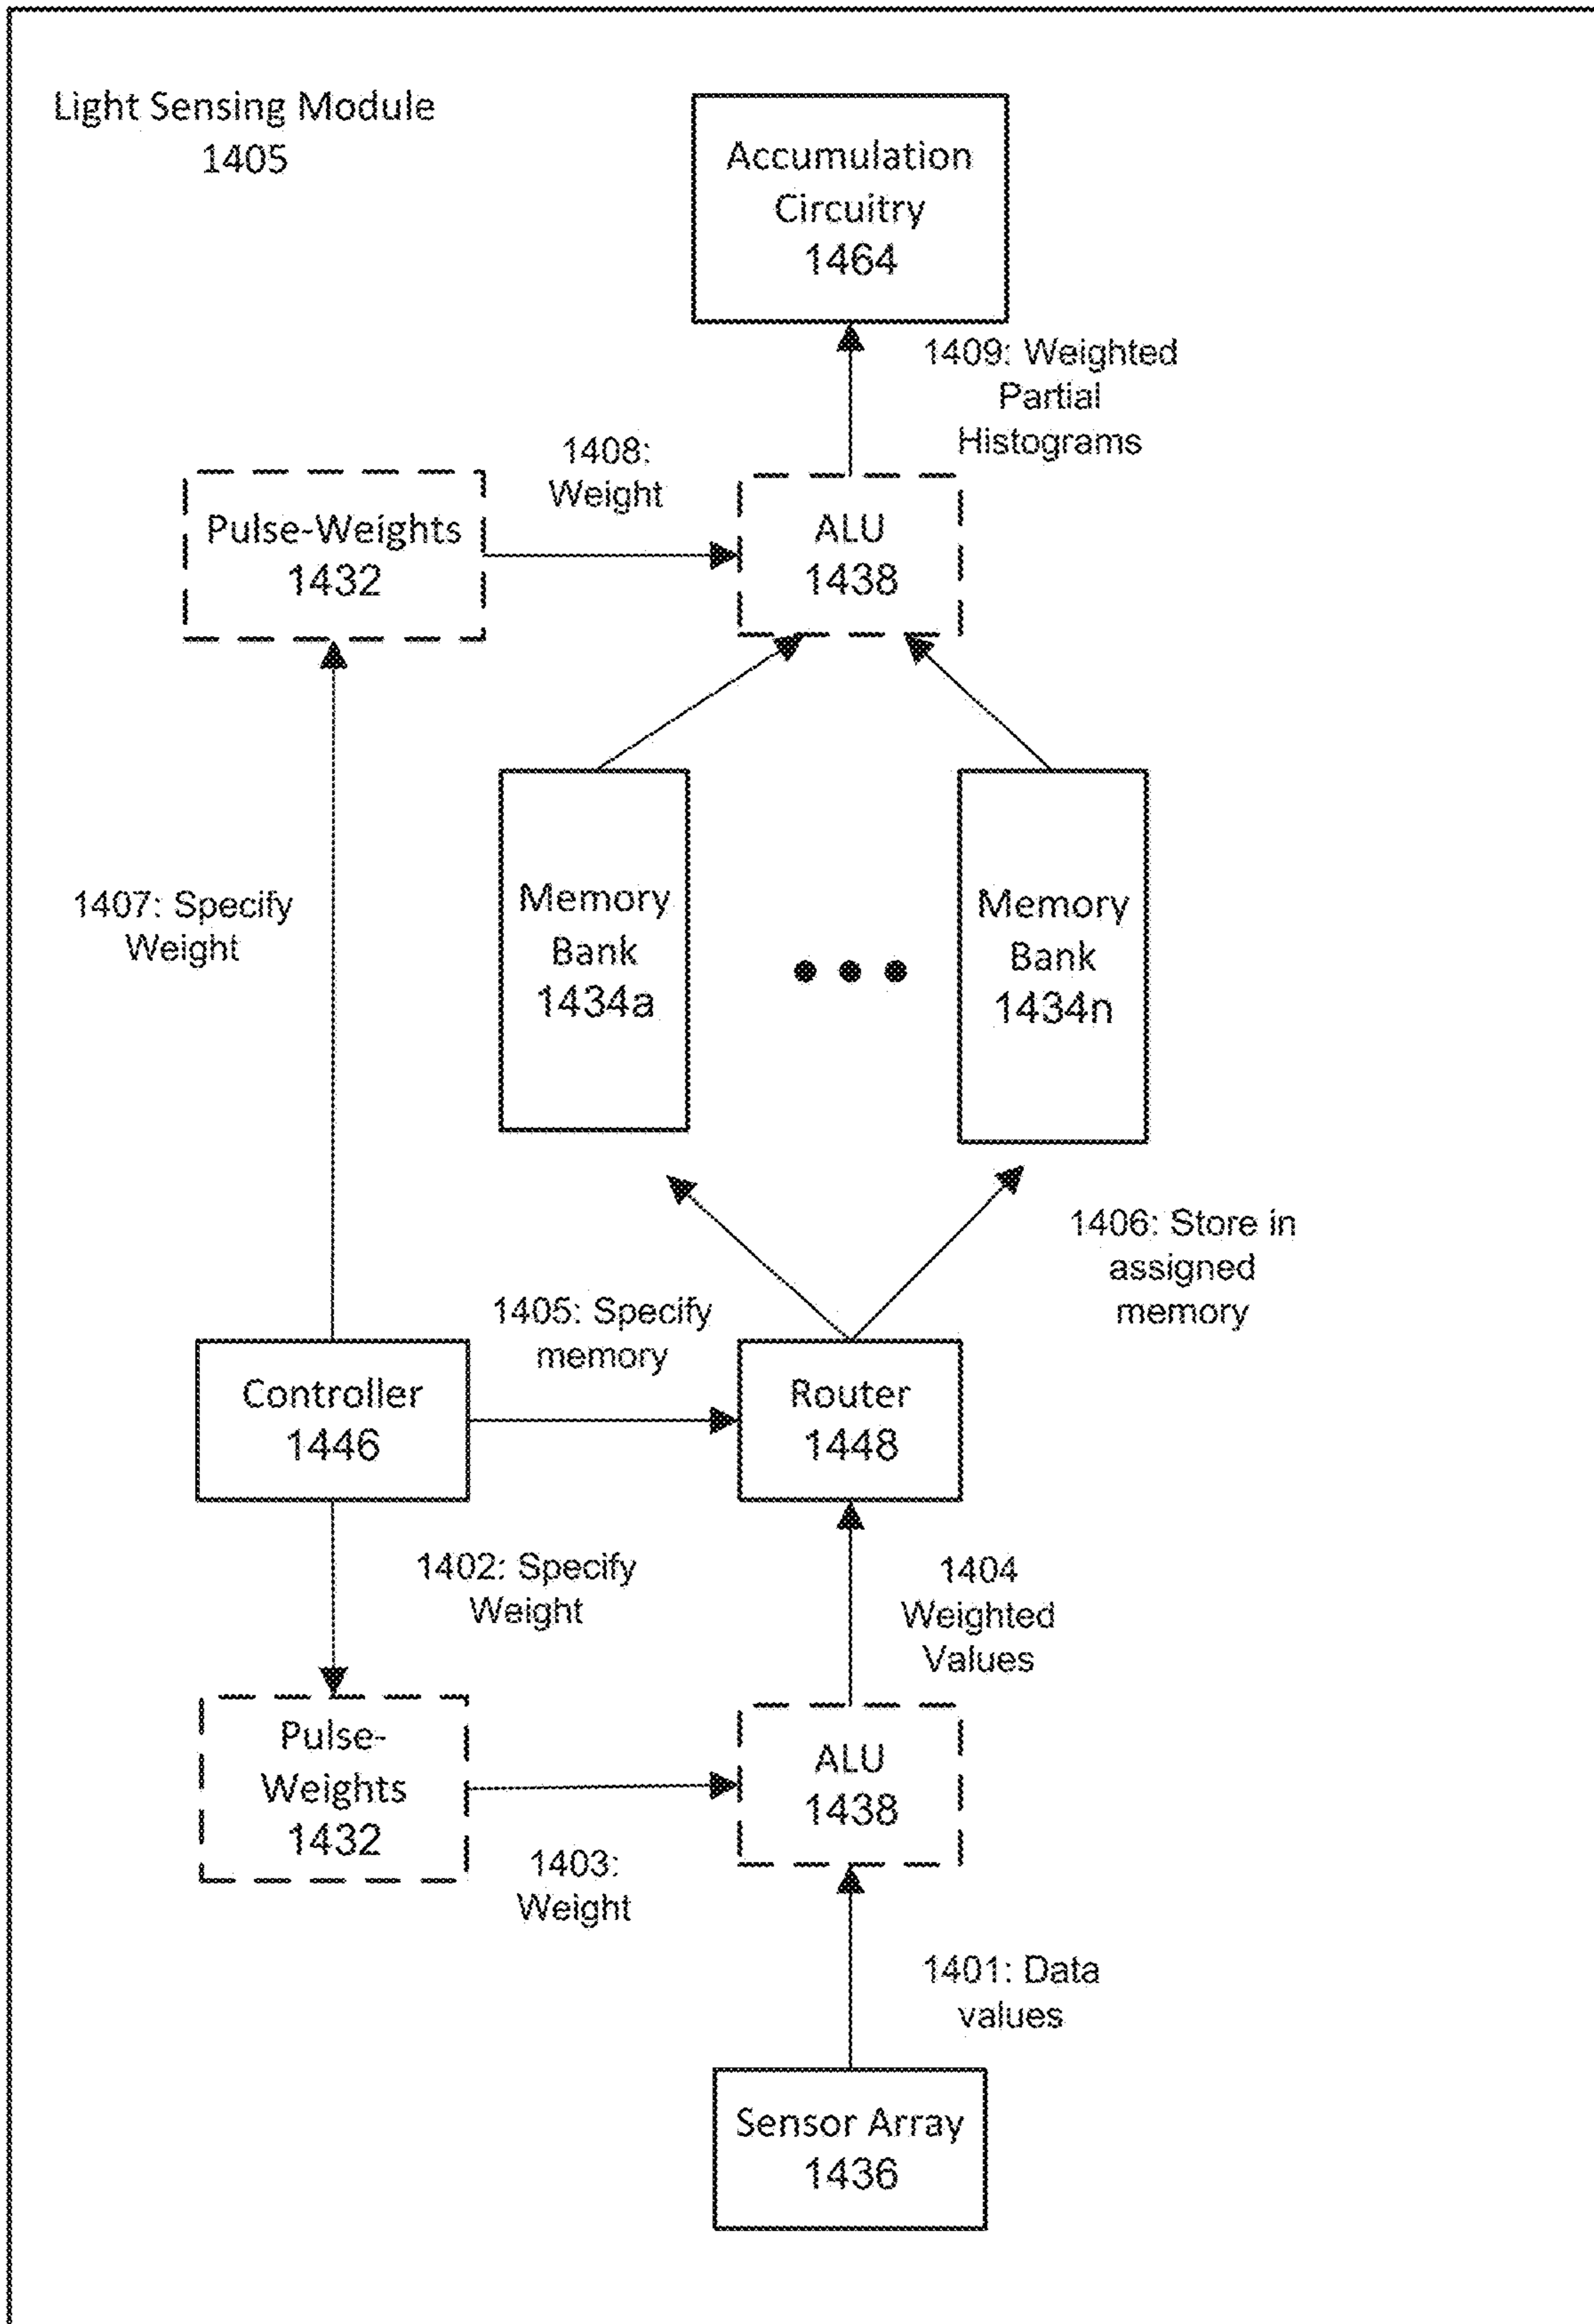 Light Sensing Module
1405
Accumulation
Circuitry
1464
1409: Weighted
Partial
Histograms
1408:
Weight
Pulse-Weights
1432
ALU
1438
1407: Specify
Weight
Memory
Bank
1434a
Memory
Bank
1434n
1406: Store in
assigned
memory
1405: Specify
memory
Controller
1446
Router
1448
1402: Specify
Weight
1404
Weighted
Values
Pulse-
Weights
1432
ALU
1438
1403:
Weight
1401: Data
values
Sensor Array
1436